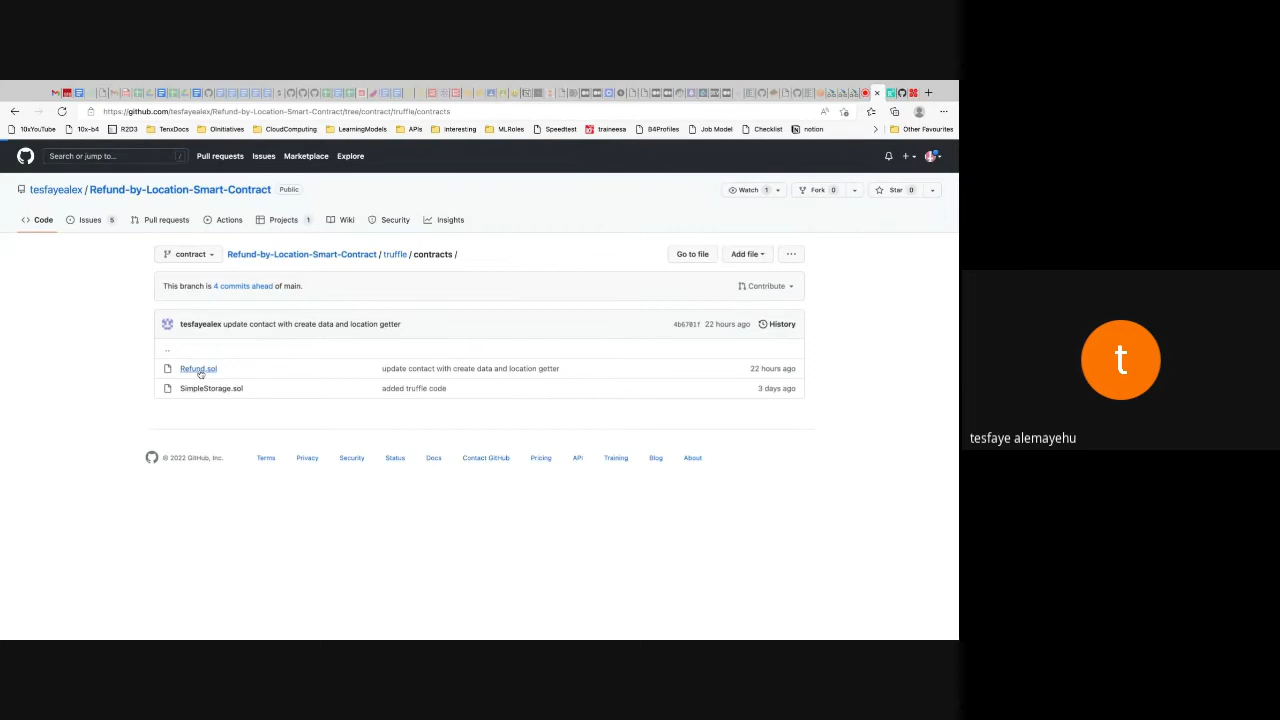 https://github.com/tesfayealex/Refund-by-Location-Smart-Contract/tree/contract/truffle/contracts
10xYouTube 10x-b4 R2D3 TenxDocs OInitiatives CloudComputing LearningModels APIs Interesting MLRoles Speedtest traineesa B4Profiles Job Model Checklist notion Other Favourites
Search or jump to... / Pull requests Issues Marketplace Explore
tesfayealex / Refund-by-Location-Smart-Contract Public Watch 1 Fork 0 Star 0
Code Issues 5 Pull requests Actions Projects 1 Wiki Security Insights
contract Refund-by-Location-Smart-Contract / truffle / contracts / Go to file Add file ...
This branch is 4 commits ahead of main. Contribute
tesfayealex update contact with create data and location getter 4b6701f 22 hours ago History
..
Refund.sol update contact with create data and location getter 22 hours ago
SimpleStorage.sol added truffle code 3 days ago
© 2022 GitHub, Inc. Terms Privacy Security Status Docs Contact GitHub Pricing API Training Blog About
t
tesfaye alemayehu